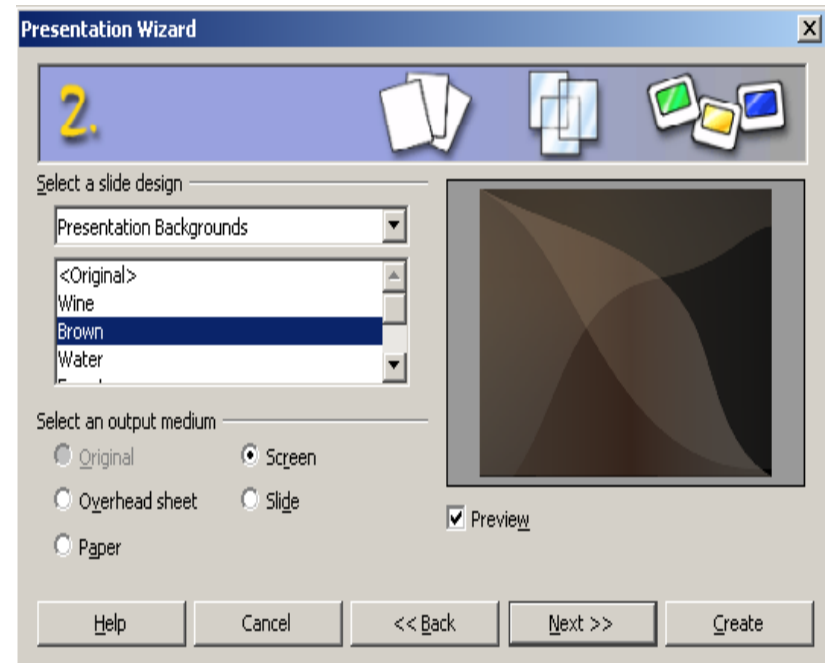 Presentation Wizard
2.
Select a slide design
Presentation Backgrounds
<Original>
Wine
Brown
Water
Select an output medium
Original
Screen
Overhead sheet
Slide
Paper
Preview
Help
Cancel
<< Back
Next >>
Create